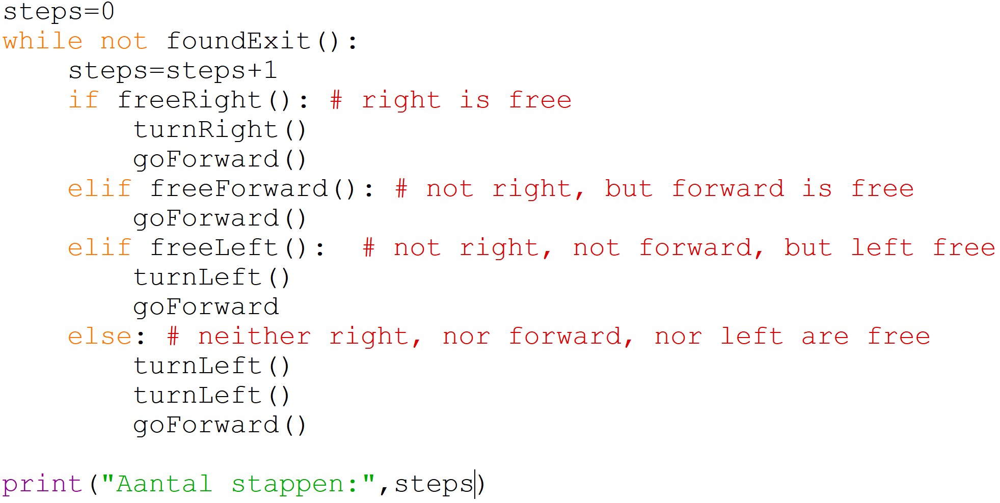 steps=0
while not foundExit():
    steps=steps+1
    if freeRight(): # right is free
        turnRight()
        goForward()
    elif freeForward(): # not right, but forward is free
        goForward()
    elif freeLeft():  # not right, not forward, but left free
        turnLeft()
        goForward
    else: # neither right, nor forward, nor left are free
        turnLeft()
        turnLeft()
        goForward()

print("Aantal stappen:",steps)